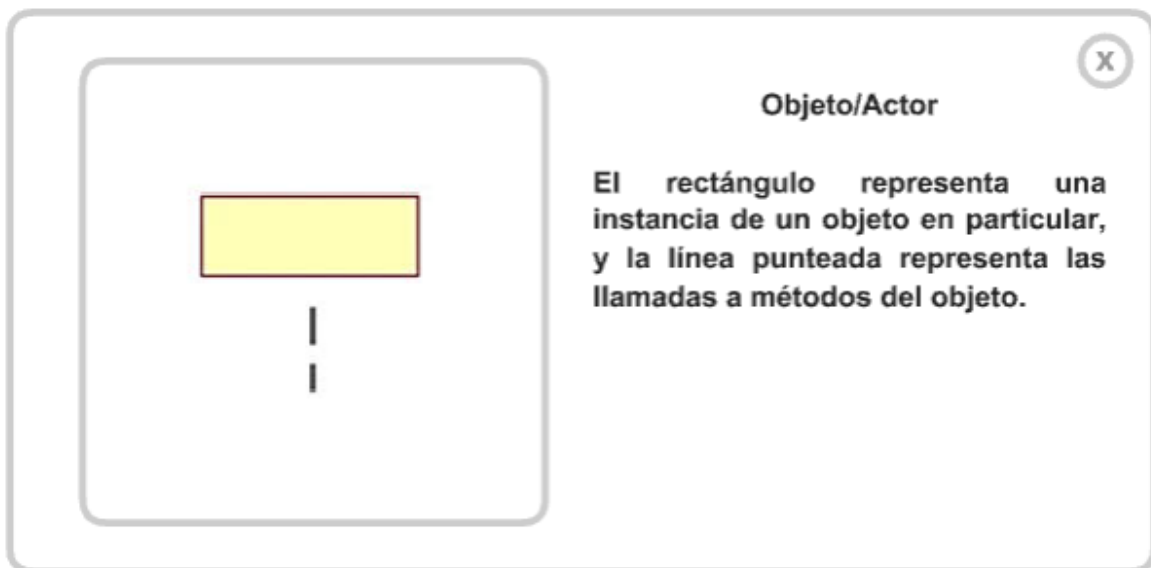 X
Objeto/Actor
El rectángulo representa una
instancia de un objeto en particular,
y la línea punteada representa las
llamadas a métodos del objeto.